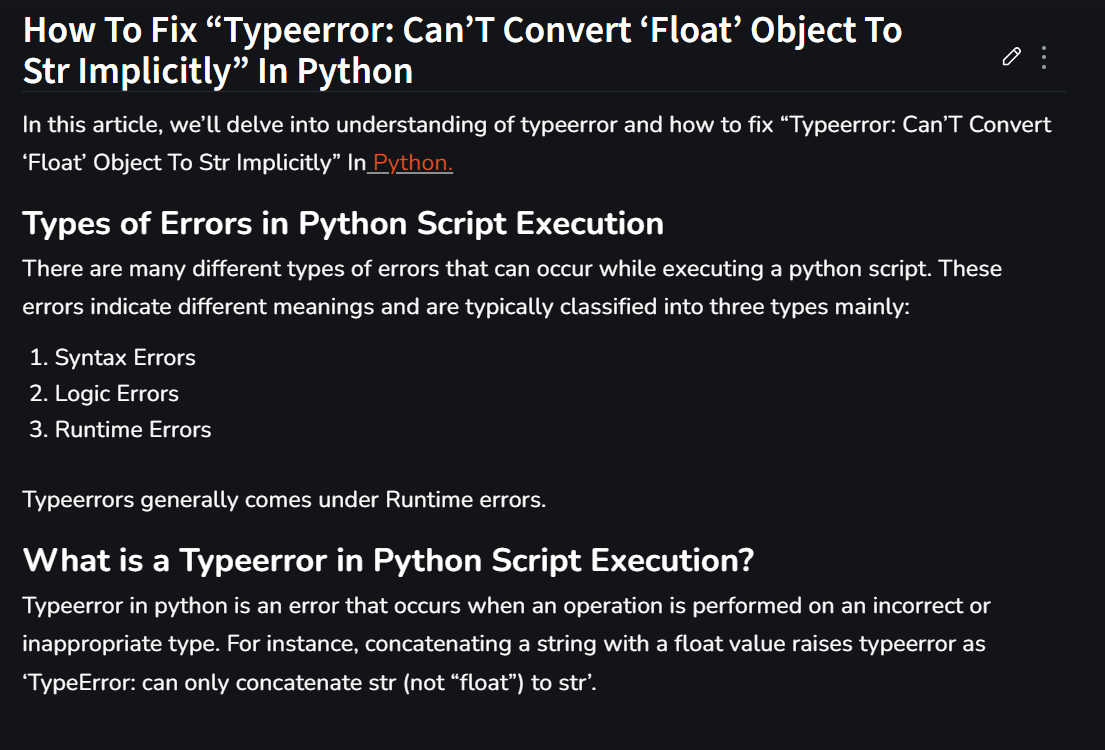 How To Fix “Typeerror: Can’T Convert ‘Float’ Object To
Str Implicitly” In Python
In this article, we’ll delve into understanding of typeerror and how to fix “Typeerror: Can’T Convert
‘Float’ Object To Str Implicitly” In Python.
Types of Errors in Python Script Execution
There are many different types of errors that can occur while executing a python script. These
errors indicate different meanings and are typically classified into three types mainly:
1. Syntax Errors
2. Logic Errors
3. Runtime Errors
Typeerrors generally comes under Runtime errors.
What is a Typeerror in Python Script Execution?
Typeerror in python is an error that occurs when an operation is performed on an incorrect or
inappropriate type. For instance, concatenating a string with a float value raises typeerror as
‘TypeError: can only concatenate str (not “float”) to str’.